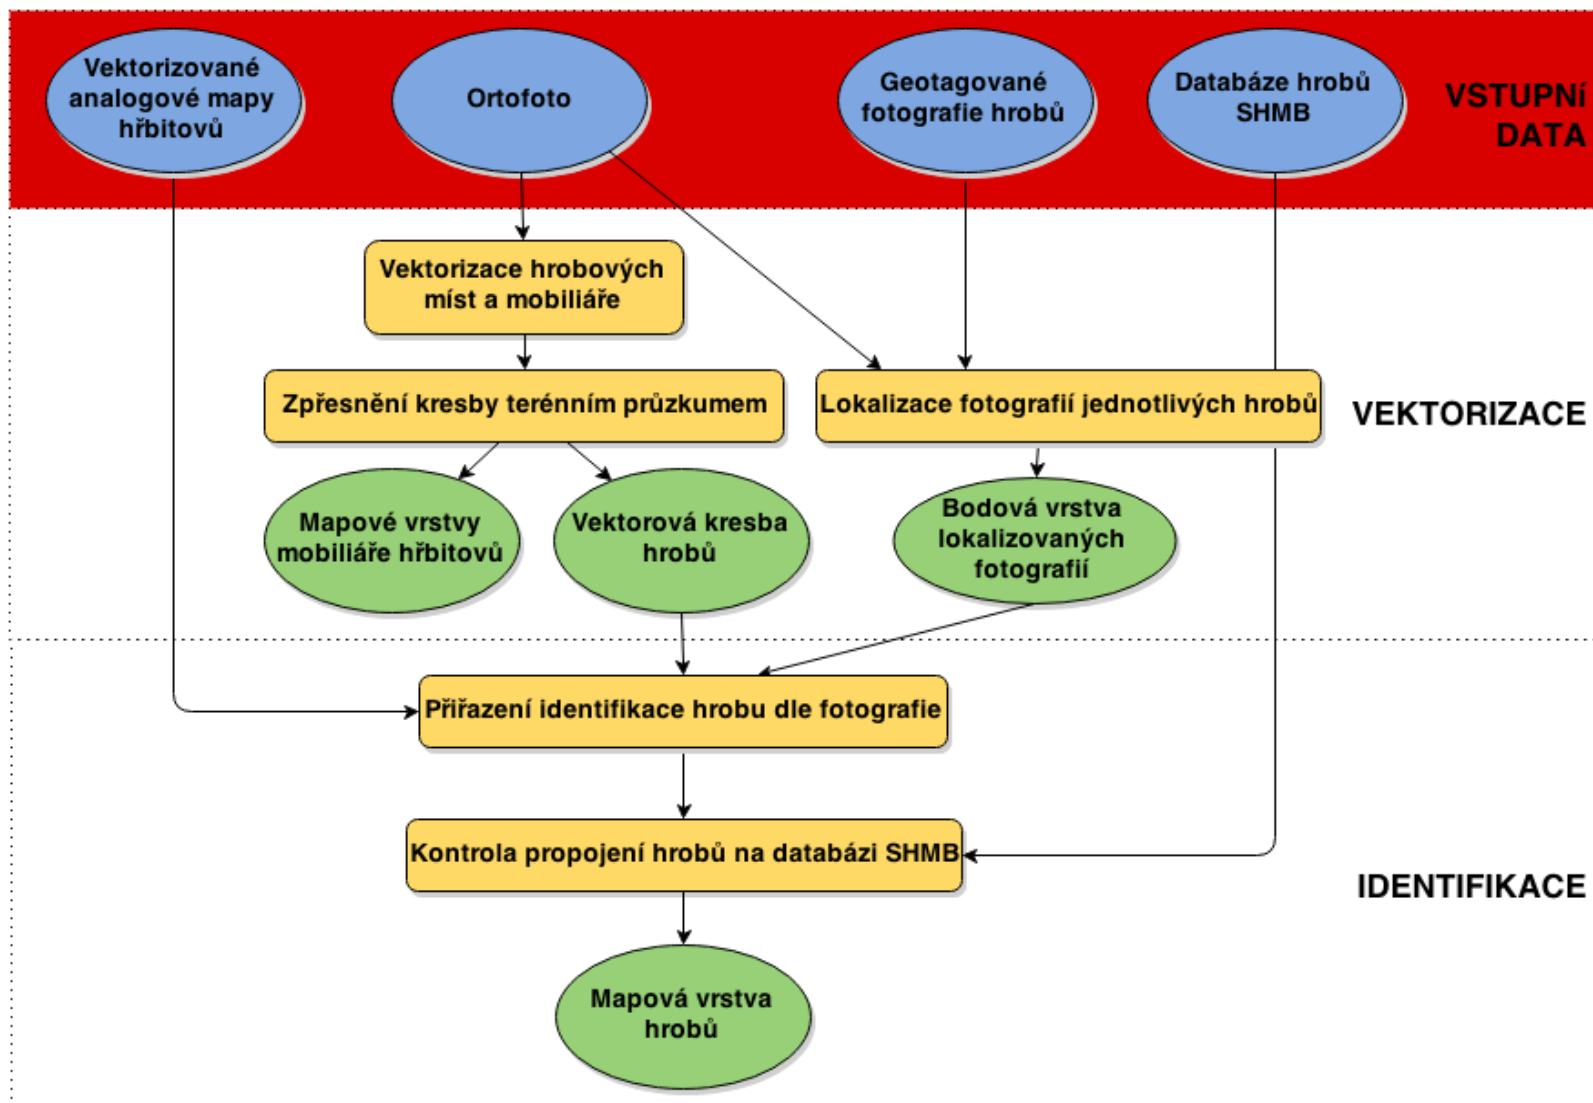 Vektorizované
analogové mapy
hřbitovů
Ortofoto
Geotagované
fotografie hrobů
Databáze hrobů
SHMB
VSTUPNí
DATA
Vektorizace hrobových
míst a mobiliáře
Zpřesnění kresby terénním průzkumem
Lokalizace fotografií jednotlivých hrobů
VEKTORIZACE
Mapové vrstvy
mobiliáře hřbitovů
Vektorová kresba
hrobů
Bodová vrstva
lokalizovaných
fotografií
Přiřazení identifikace hrobu dle fotografie
Kontrola propojení hrobů na databázi SHMB
IDENTIFIKACE
Mapová vrstva
hrobů